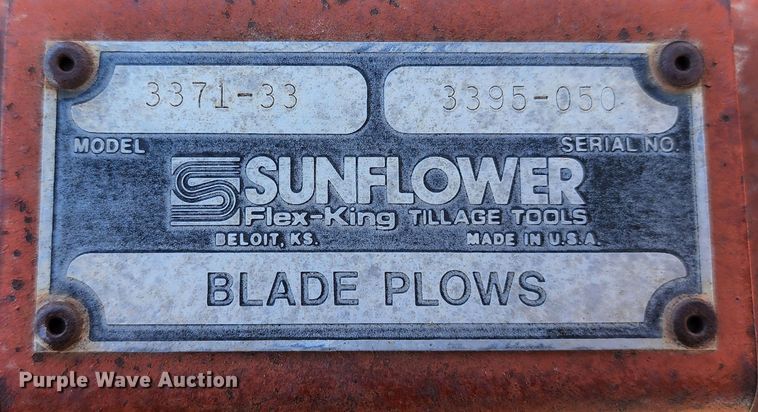 3371-33 3395-050
MODEL SERIAL NO.
S SUNFLOWER
Flex-King TILLAGE TOOLS
BELOIT, KS. MADE IN U.S.A.
BLADE PLOWS
Purple Wave Auction